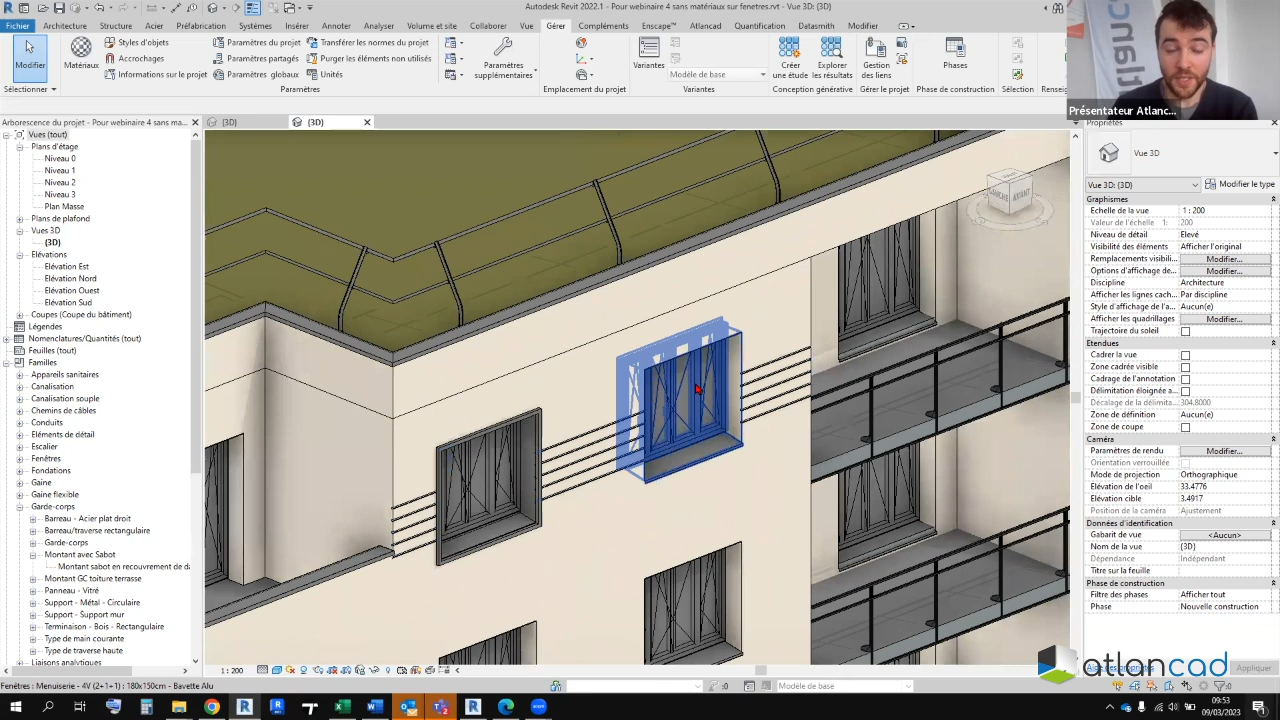 Autodesk Revit 2022.1 - Pour webinaire 4 sans matériaux sur fenetres.rvt - Vue 3D: {3D}
Fichier Architecture Structure Acier Préfabrication Systèmes Insérer Annoter Analyser Volume et site Collaborer Vue Gérer Compléments Enscape™ Atlas Quantification Datasmith Modifier
Modifier
Matériaux
Styles d'objets
Accrochages
Informations sur le projet
Paramètres du projet
Paramètres partagés
Paramètres globaux
Transférer les normes du projet
Purger les éléments non utilisés
Unités
Paramètres
supplémentaires
Variantes
Modèle de base
Créer
une étude
Explorer
les résultats
Gestion
des liens
Phases
Sélectionner
Paramètres
Emplacement du projet
Variantes
Conception générative
Gérer le projet
Phase de construction
Sélection
Présentateur Atlanc...
Arborescence du projet - Pour webinaire 4 sans ma...
{3D}
{3D}
Propriétés
Vues (tout)
Plans d'étage
Niveau 0
Niveau 1
Niveau 2
Niveau 3
Plan Masse
Plans de plafond
Vues 3D
{3D}
Elévations
Elévation Est
Elévation Nord
Elévation Ouest
Elévation Sud
Coupes (Coupe du bâtiment)
Légendes
Nomenclatures/Quantités (tout)
Feuilles (tout)
Familles
Appareils sanitaires
Canalisation
Canalisation souple
Chemins de câbles
Conduits
Eléments de détail
Escalier
Fenêtres
Fondations
Gaine
Gaine flexible
Garde-corps
Barreau - Acier plat droit
Barreau/traverse rectangulaire
Garde-corps
Montant avec Sabot
Montant sabot en recouvrement de da
Montant GC toiture terrasse
Panneau - Vitré
Support - Métal - Circulaire
Support - Support mur
Terminaison - Bois - Rectangulaire
Type de main courante
Type de traverse haute
Liaisons analytiques
GAUCHE
AVANT
Vue 3D
Vue 3D: {3D}
Modifier le type
Graphismes
Echelle de la vue 1 : 200
Valeur de l'échelle 1: 200
Niveau de détail Elevé
Visibilité des éléments Afficher l'original
Remplacements visibili... Modifier...
Options d'affichage de... Modifier...
Discipline Architecture
Afficher les lignes cach... Par discipline
Style d'affichage de l'a... Aucun(e)
Afficher les quadrillages Modifier...
Trajectoire du soleil
Etendues
Cadrer la vue
Zone cadrée visible
Cadrage de l'annotation
Délimitation éloignée a...
Décalage de la délimita... 304.8000
Zone de définition Aucun(e)
Zone de coupe
Caméra
Paramètres de rendu Modifier...
Orientation verrouillée
Mode de projection Orthographique
Elévation de l'oeil 33.4776
Elévation cible 3.4917
Position de la caméra Ajustement
Données d'identification
Gabarit de vue <Aucun>
Nom de la vue {3D}
Dépendance Indépendant
Titre sur la feuille
Phase de construction
Filtre des phases Afficher tout
Phase Nouvelle construction
Aide des propriétés
Appliquer
atlancad
1 : 200
Fenêtres : Menuiserie - 4V (2+1+1) : 180x150cm - Bavette Alu
:0
Modèle de base
:0
09:53
09/03/2023